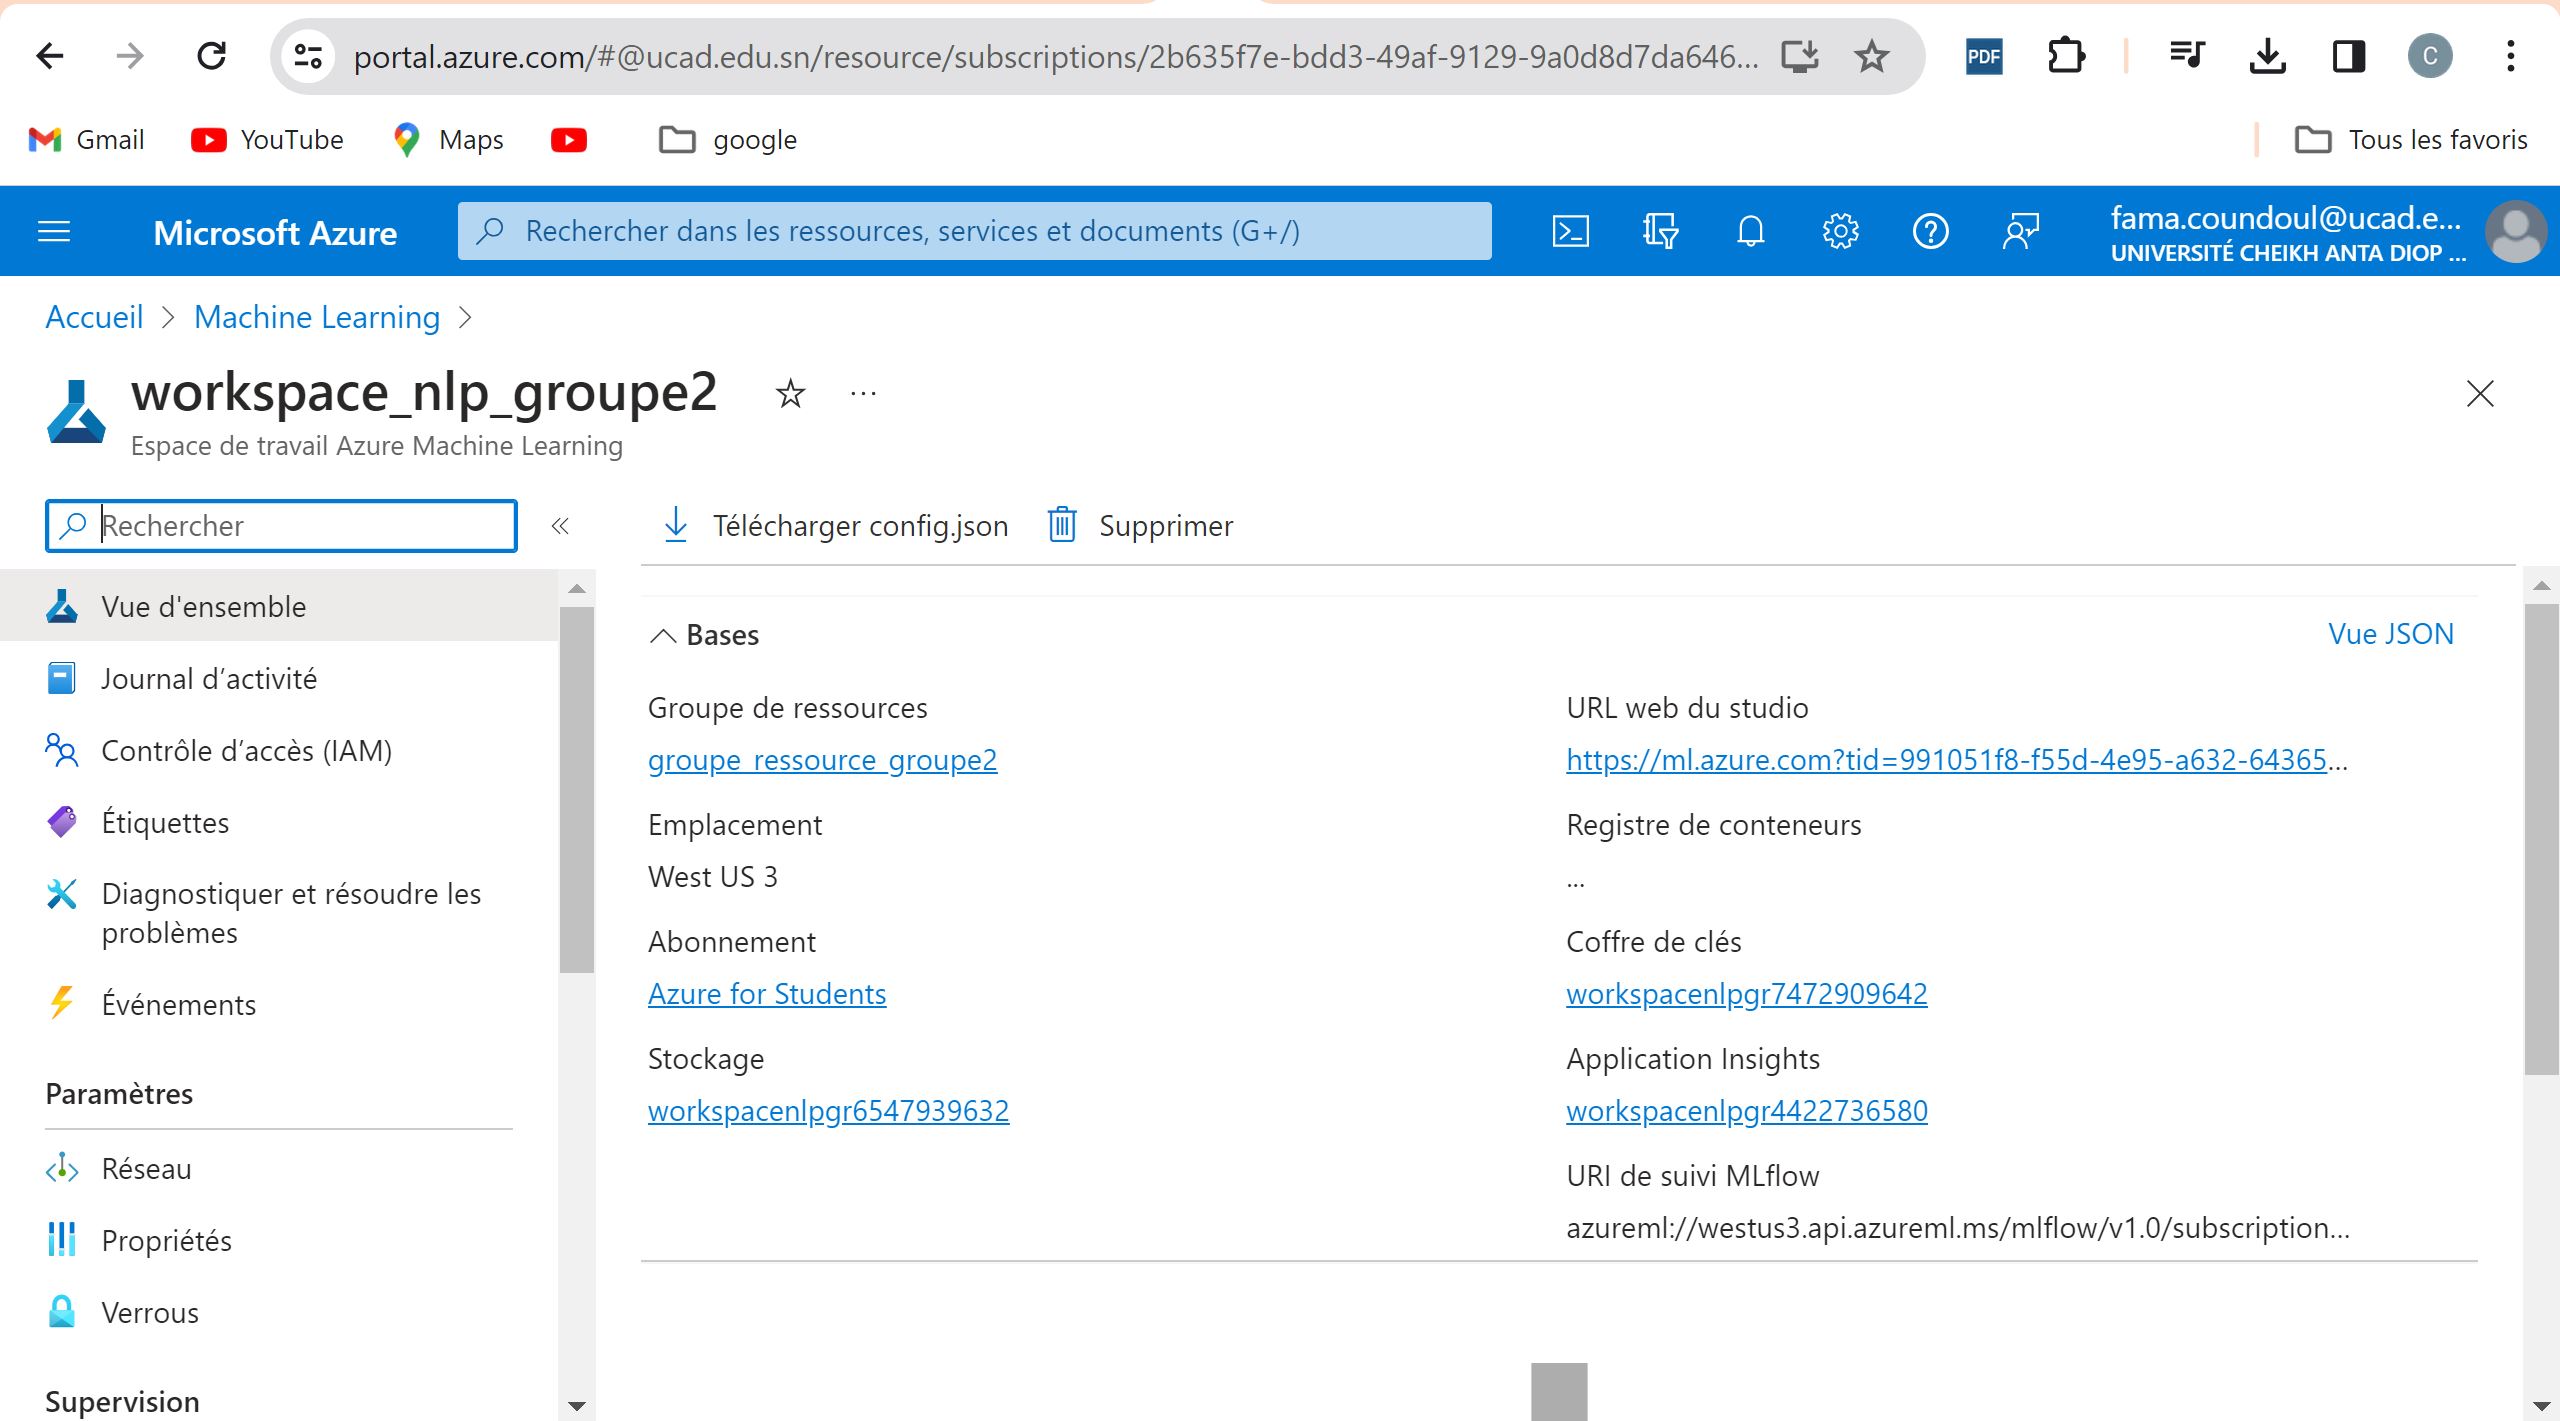 portal.azure.com/#@ucad.edu.sn/resource/subscriptions/2b635f7e-bdd3-49af-9129-9a0d8d7da646...
PDF
C
Gmail
YouTube
Maps
google
Tous les favoris
Microsoft Azure
Rechercher dans les ressources, services et documents (G+/)
fama.coundoul@ucad.e...
UNIVERSITÉ CHEIKH ANTA DIOP ...
Accueil > Machine Learning >
workspace_nlp_groupe2
...
Espace de travail Azure Machine Learning
Rechercher
«
Télécharger config.json
Supprimer
Vue d'ensemble
Journal d’activité
Contrôle d’accès (IAM)
Étiquettes
Diagnostiquer et résoudre les
problèmes
Événements
Paramètres
Réseau
Propriétés
Verrous
Supervision
Bases
Vue JSON
Groupe de ressources
groupe_ressource_groupe2
Emplacement
West US 3
Abonnement
Azure for Students
Stockage
workspacenlpgr6547939632
URL web du studio
https://ml.azure.com?tid=991051f8-f55d-4e95-a632-64365...
Registre de conteneurs
...
Coffre de clés
workspacenlpgr7472909642
Application Insights
workspacenlpgr4422736580
URI de suivi MLflow
azureml://westus3.api.azureml.ms/mlflow/v1.0/subscription...